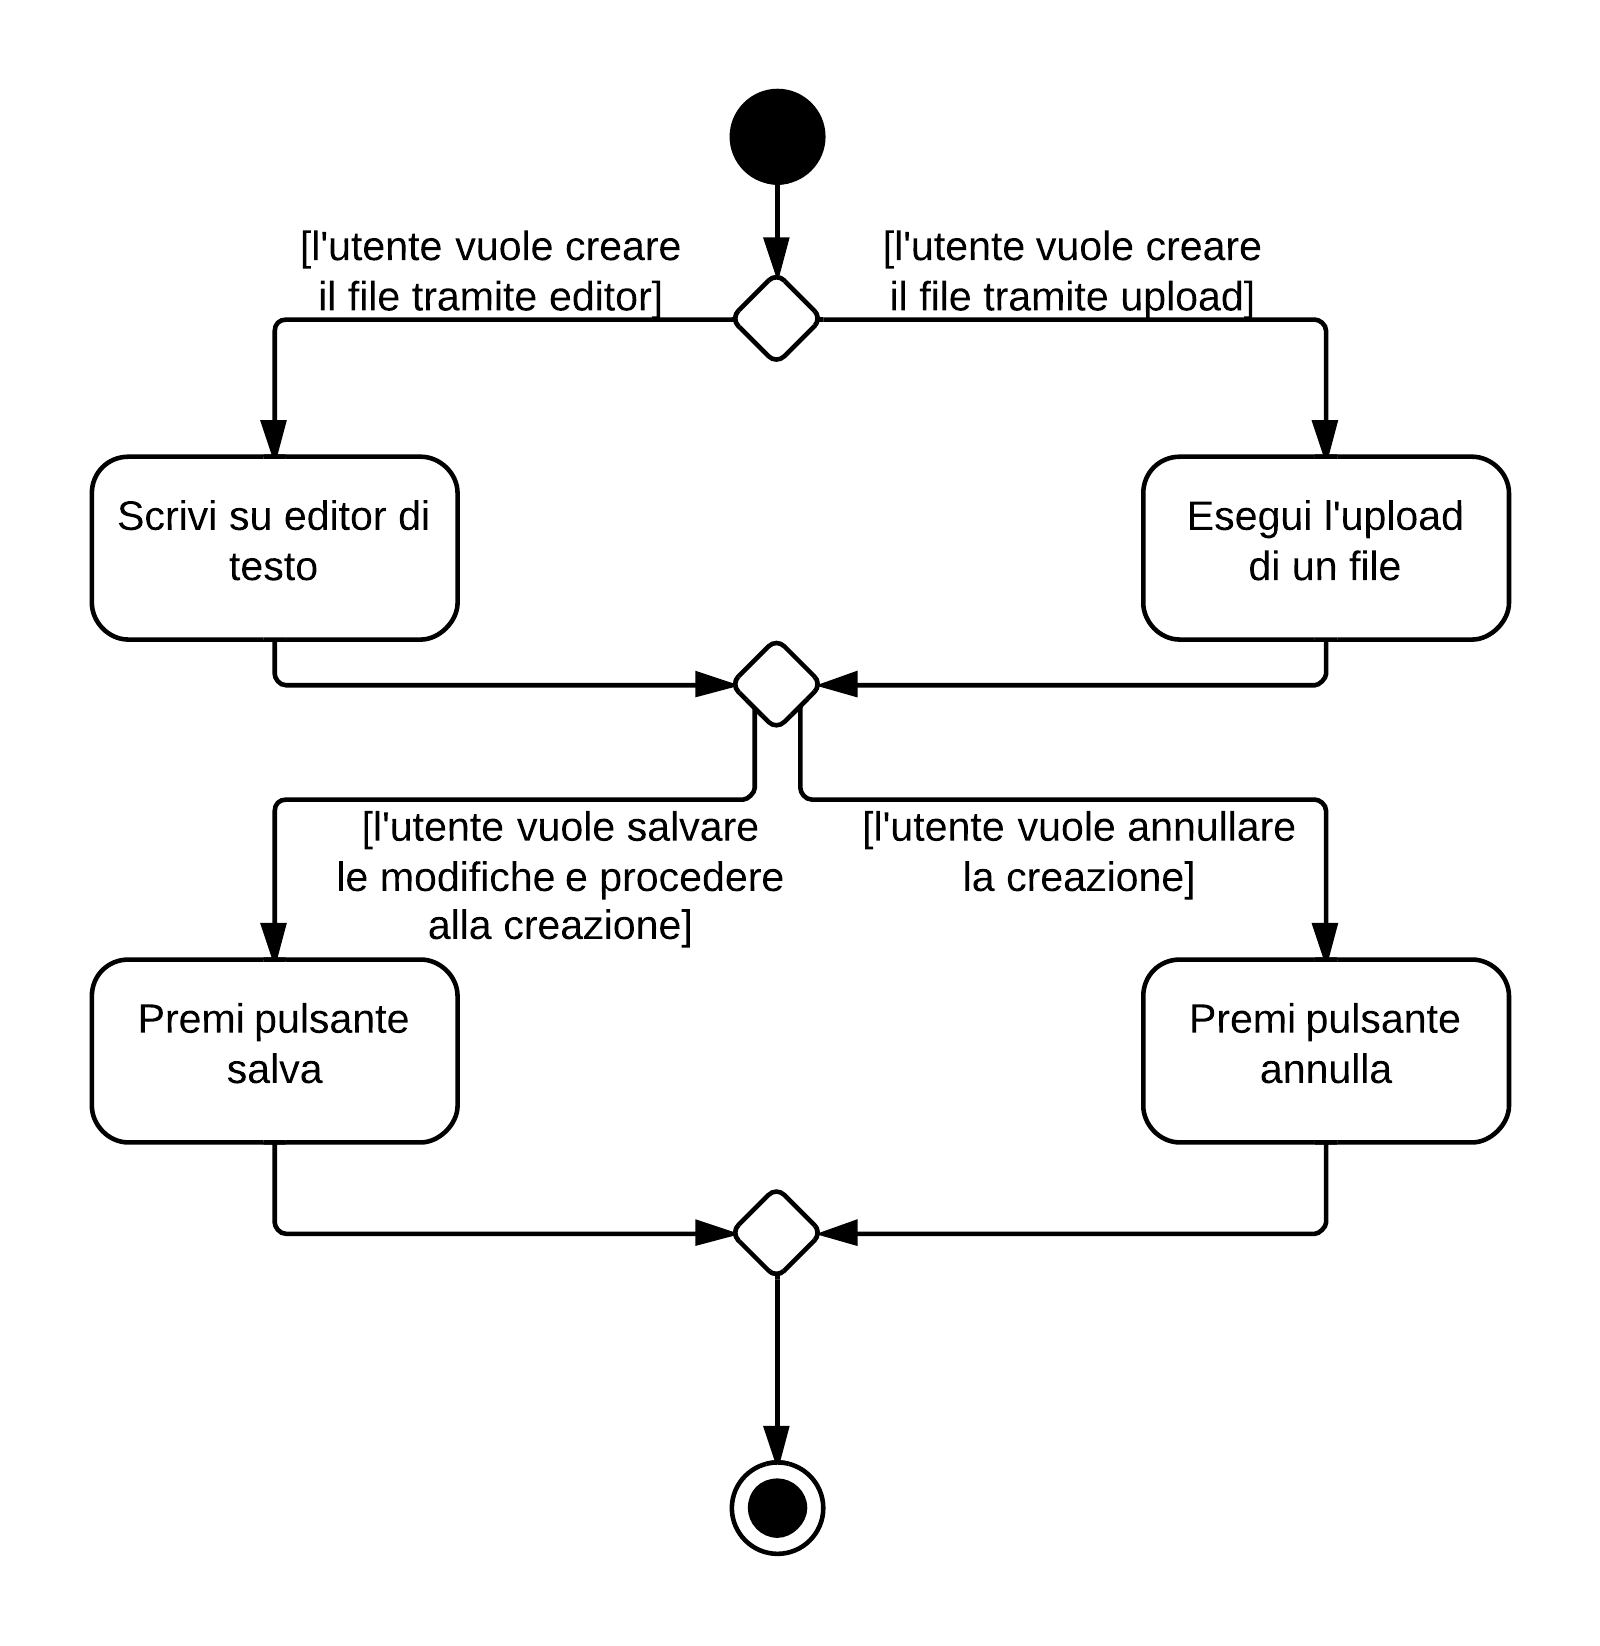 [l'utente vuole creare
il file tramite editor]
[l'utente vuole creare
il file tramite upload]
Scrivi su editor di
testo
Esegui l'upload
di un file
[l'utente vuole salvare
le modifiche e procedere
alla creazione]
[l'utente vuole annullare
la creazione]
Premi pulsante
salva
Premi pulsante
annulla